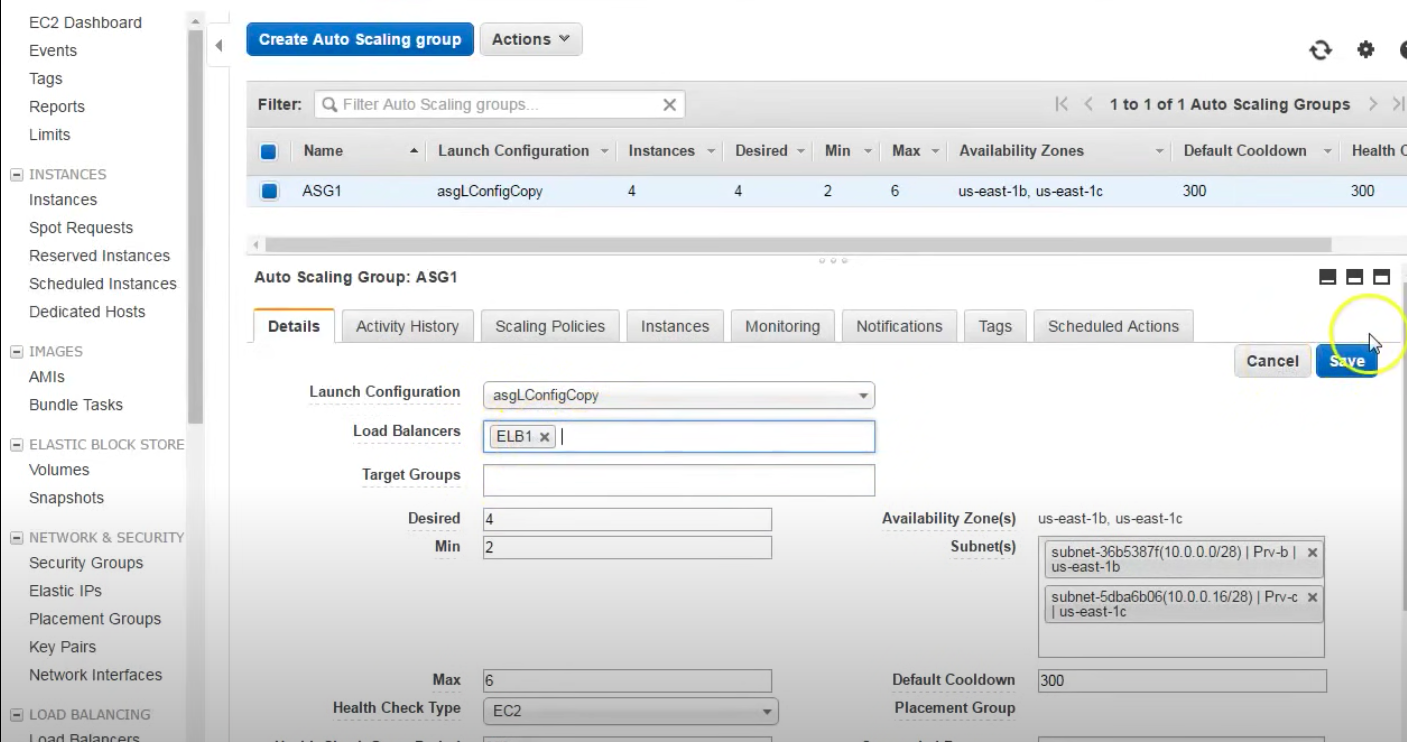 EC2 Dashboard
Events
Tags
Reports
Limits
INSTANCES
Instances
Spot Requests
Reserved Instances
Scheduled Instances
Dedicated Hosts
IMAGES
AMIs
Bundle Tasks
ELASTIC BLOCK STORE
Volumes
Snapshots
NETWORK & SECURITY
Security Groups
Elastic IPs
Placement Groups
Key Pairs
Network Interfaces
LOAD BALANCING
Load Balancers
Create Auto Scaling group Actions
Filter: Filter Auto Scaling groups... 1 to 1 of 1 Auto Scaling Groups
Name Launch Configuration Instances Desired Min Max Availability Zones Default Cooldown Health
ASG1 asgLConfigCopy 4 4 2 6 us-east-1b, us-east-1c 300 300
Auto Scaling Group: ASG1
Details Activity History Scaling Policies Instances Monitoring Notifications Tags Scheduled Actions
Cancel Save
Launch Configuration asgLConfigCopy
Load Balancers ELB1
Target Groups
Desired 4 Availability Zone(s) us-east-1b, us-east-1c
Min 2 Subnet(s) subnet-36b5387f(10.0.0.0/28) | Prv-b |
us-east-1b
subnet-5dba6b06(10.0.0.16/28) | Prv-c
| us-east-1c
Max 6 Default Cooldown 300
Health Check Type EC2 Placement Group